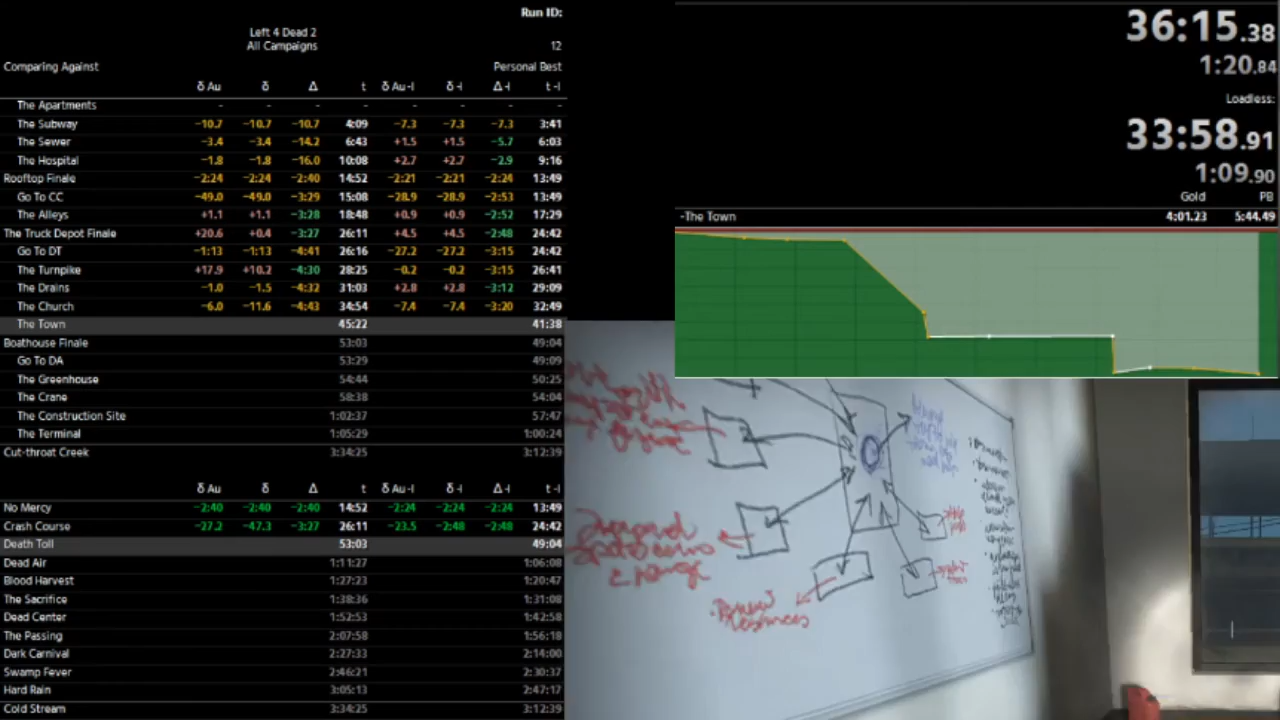 Run ID:
Left 4 Dead 2
All Campaigns
12
Comparing Against Personal Best
δ Au δ Δ t δ Au-l δ -l Δ -l t -l
The Apartments - - - - - - - -
The Subway −10.7 −10.7 −10.7 4:09 −7.3 −7.3 −7.3 3:41
The Sewer −3.4 −3.4 −14.2 6:43 +1.5 +1.5 −5.7 6:03
The Hospital −1.8 −1.8 −16.0 10:08 +2.7 +2.7 −2.9 9:16
Rooftop Finale −2:24 −2:24 −2:40 14:52 −2:21 −2:21 −2:24 13:49
Go To CC −49.0 −49.0 −3:29 15:08 −28.9 −28.9 −2:53 13:49
The Alleys +1.1 +1.1 −3:28 18:48 +0.9 +0.9 −2:52 17:29
The Truck Depot Finale +20.6 +0.4 −3:27 26:11 +4.5 +4.5 −2:48 24:42
Go To DT −1:13 −1:13 −4:41 26:16 −27.2 −27.2 −3:15 24:42
The Turnpike +17.9 +10.2 −4:30 28:25 −0.2 −0.2 −3:15 26:41
The Drains −1.0 −1.5 −4:32 31:03 +2.8 +2.8 −3:12 29:09
The Church −6.0 −11.6 −4:43 34:54 −7.4 −7.4 −3:20 32:49
The Town 45:22 41:38
Boathouse Finale 53:03 49:04
Go To DA 53:29 49:09
The Greenhouse 54:44 50:25
The Crane 58:38 54:04
The Construction Site 1:02:37 57:47
The Terminal 1:05:29 1:00:24
Cut-throat Creek 3:34:25 3:12:39
δ Au δ Δ t δ Au-l δ -l Δ -l t -l
No Mercy −2:40 −2:40 −2:40 14:52 −2:24 −2:24 −2:24 13:49
Crash Course −27.2 −47.3 −3:27 26:11 −23.5 −2:48 −2:48 24:42
Death Toll 53:03 49:04
Dead Air 1:11:27 1:06:08
Blood Harvest 1:27:23 1:20:47
The Sacrifice 1:38:36 1:31:08
Dead Center 1:52:53 1:42:58
The Passing 2:07:58 1:56:18
Dark Carnival 2:27:33 2:14:00
Swamp Fever 2:46:21 2:30:37
Hard Rain 3:05:13 2:47:17
Cold Stream 3:34:25 3:12:39
36:15.38
1:20.84
Loadless:
33:58.91
1:09.90
Gold PB
-The Town 4:01.23 5:44.49